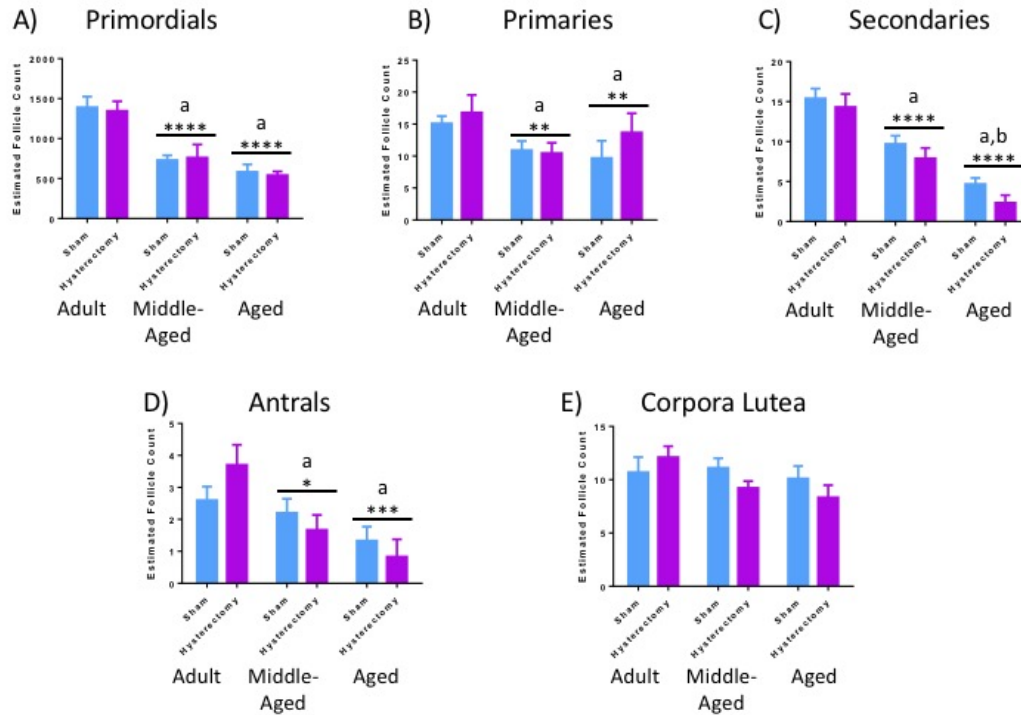 A) Primordials
Estimated Follicle Count
2000
1500
1000
500
0
a
****
a
****
Sham
Hysterectomy
Sham
Hysterectomy
Sham
Hysterectomy
Adult
Middle-
Aged
Aged
B) Primaries
Estimated Follicle Count
25
20
15
10
5
0
a
**
a
**
Sham
Hysterectomy
Sham
Hysterectomy
Sham
Hysterectomy
Adult
Middle-
Aged
Aged
C) Secondaries
Estimated Follicle Count
20
15
10
5
0
a
****
a,b
****
Sham
Hysterectomy
Sham
Hysterectomy
Sham
Hysterectomy
Adult
Middle-
Aged
Aged
D) Antrals
Estimated Follicle Count
5
4
3
2
1
0
a
*
a
***
Sham
Hysterectomy
Sham
Hysterectomy
Sham
Hysterectomy
Adult
Middle-
Aged
Aged
E) Corpora Lutea
Estimated Follicle Count
15
10
5
0
Sham
Hysterectomy
Sham
Hysterectomy
Sham
Hysterectomy
Adult
Middle-
Aged
Aged